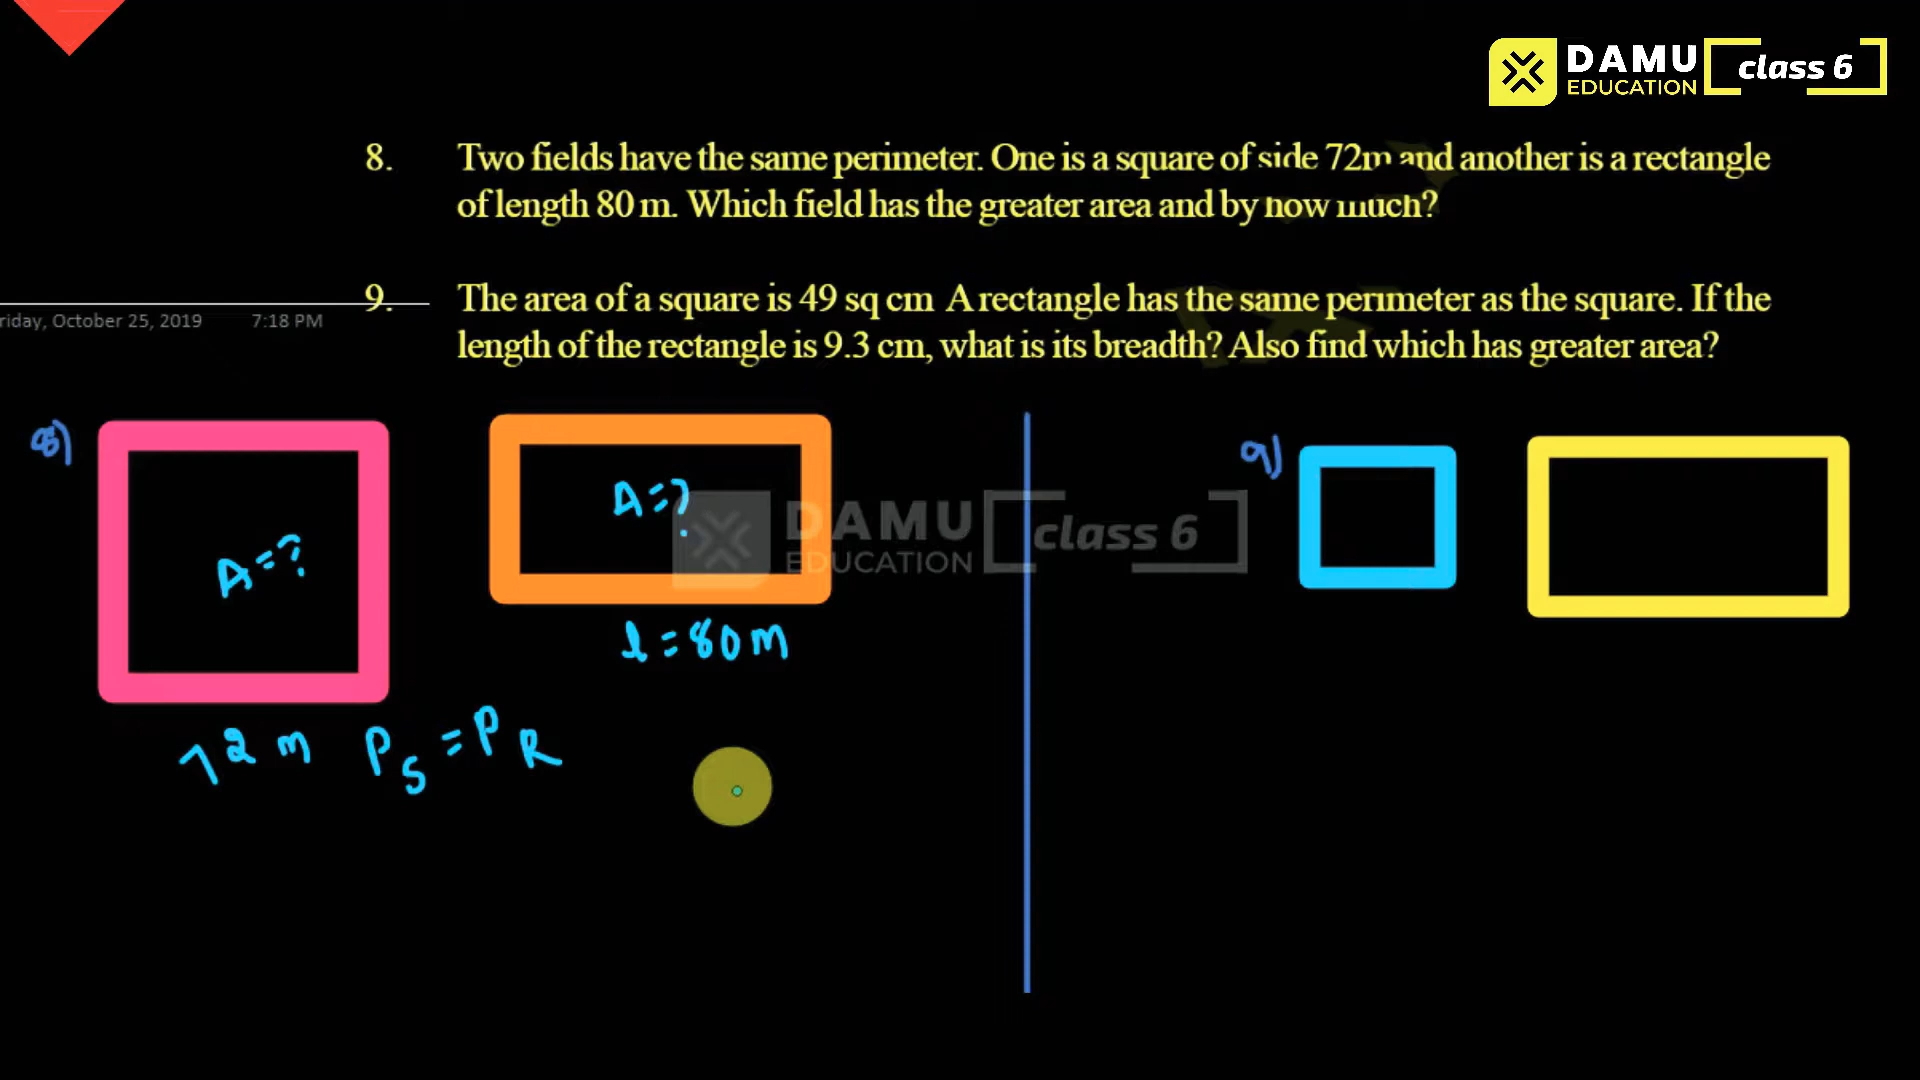 DAMU
EDUCATION
class 6
8. Two fields have the same perimeter. One is a square of side 72m and another is a rectangle
of length 80 m. Which field has the greater area and by how much?
9. The area of a square is 49 sq cm A rectangle has the same perimeter as the square. If the
riday, October 25, 2019 7:18 PM
length of the rectangle is 9.3 cm, what is its breadth? Also find which has greater area?
8)
A=?
A=?
9)
DAMU
EDUCATION
class 6
l=80m
72 m
P_S = P_R